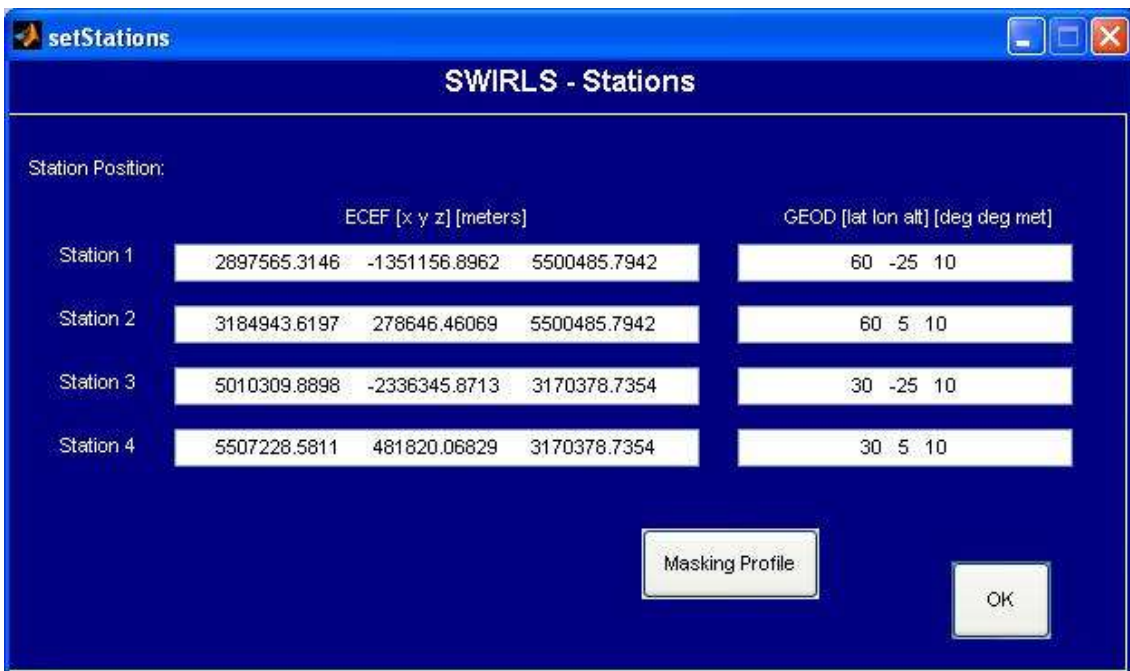 setStations
SWIRLS - Stations
Station Position:
ECEF [x y z] [meters] GEOD [lat lon alt] [deg deg met]
Station 1 2897565.3146 -1351156.8962 5500485.7942 60 -25 10
Station 2 3184943.6197 278646.46069 5500485.7942 60 5 10
Station 3 5010309.8898 -2336345.8713 3170378.7354 30 -25 10
Station 4 5507228.5811 481820.06829 3170378.7354 30 5 10
Masking Profile
OK